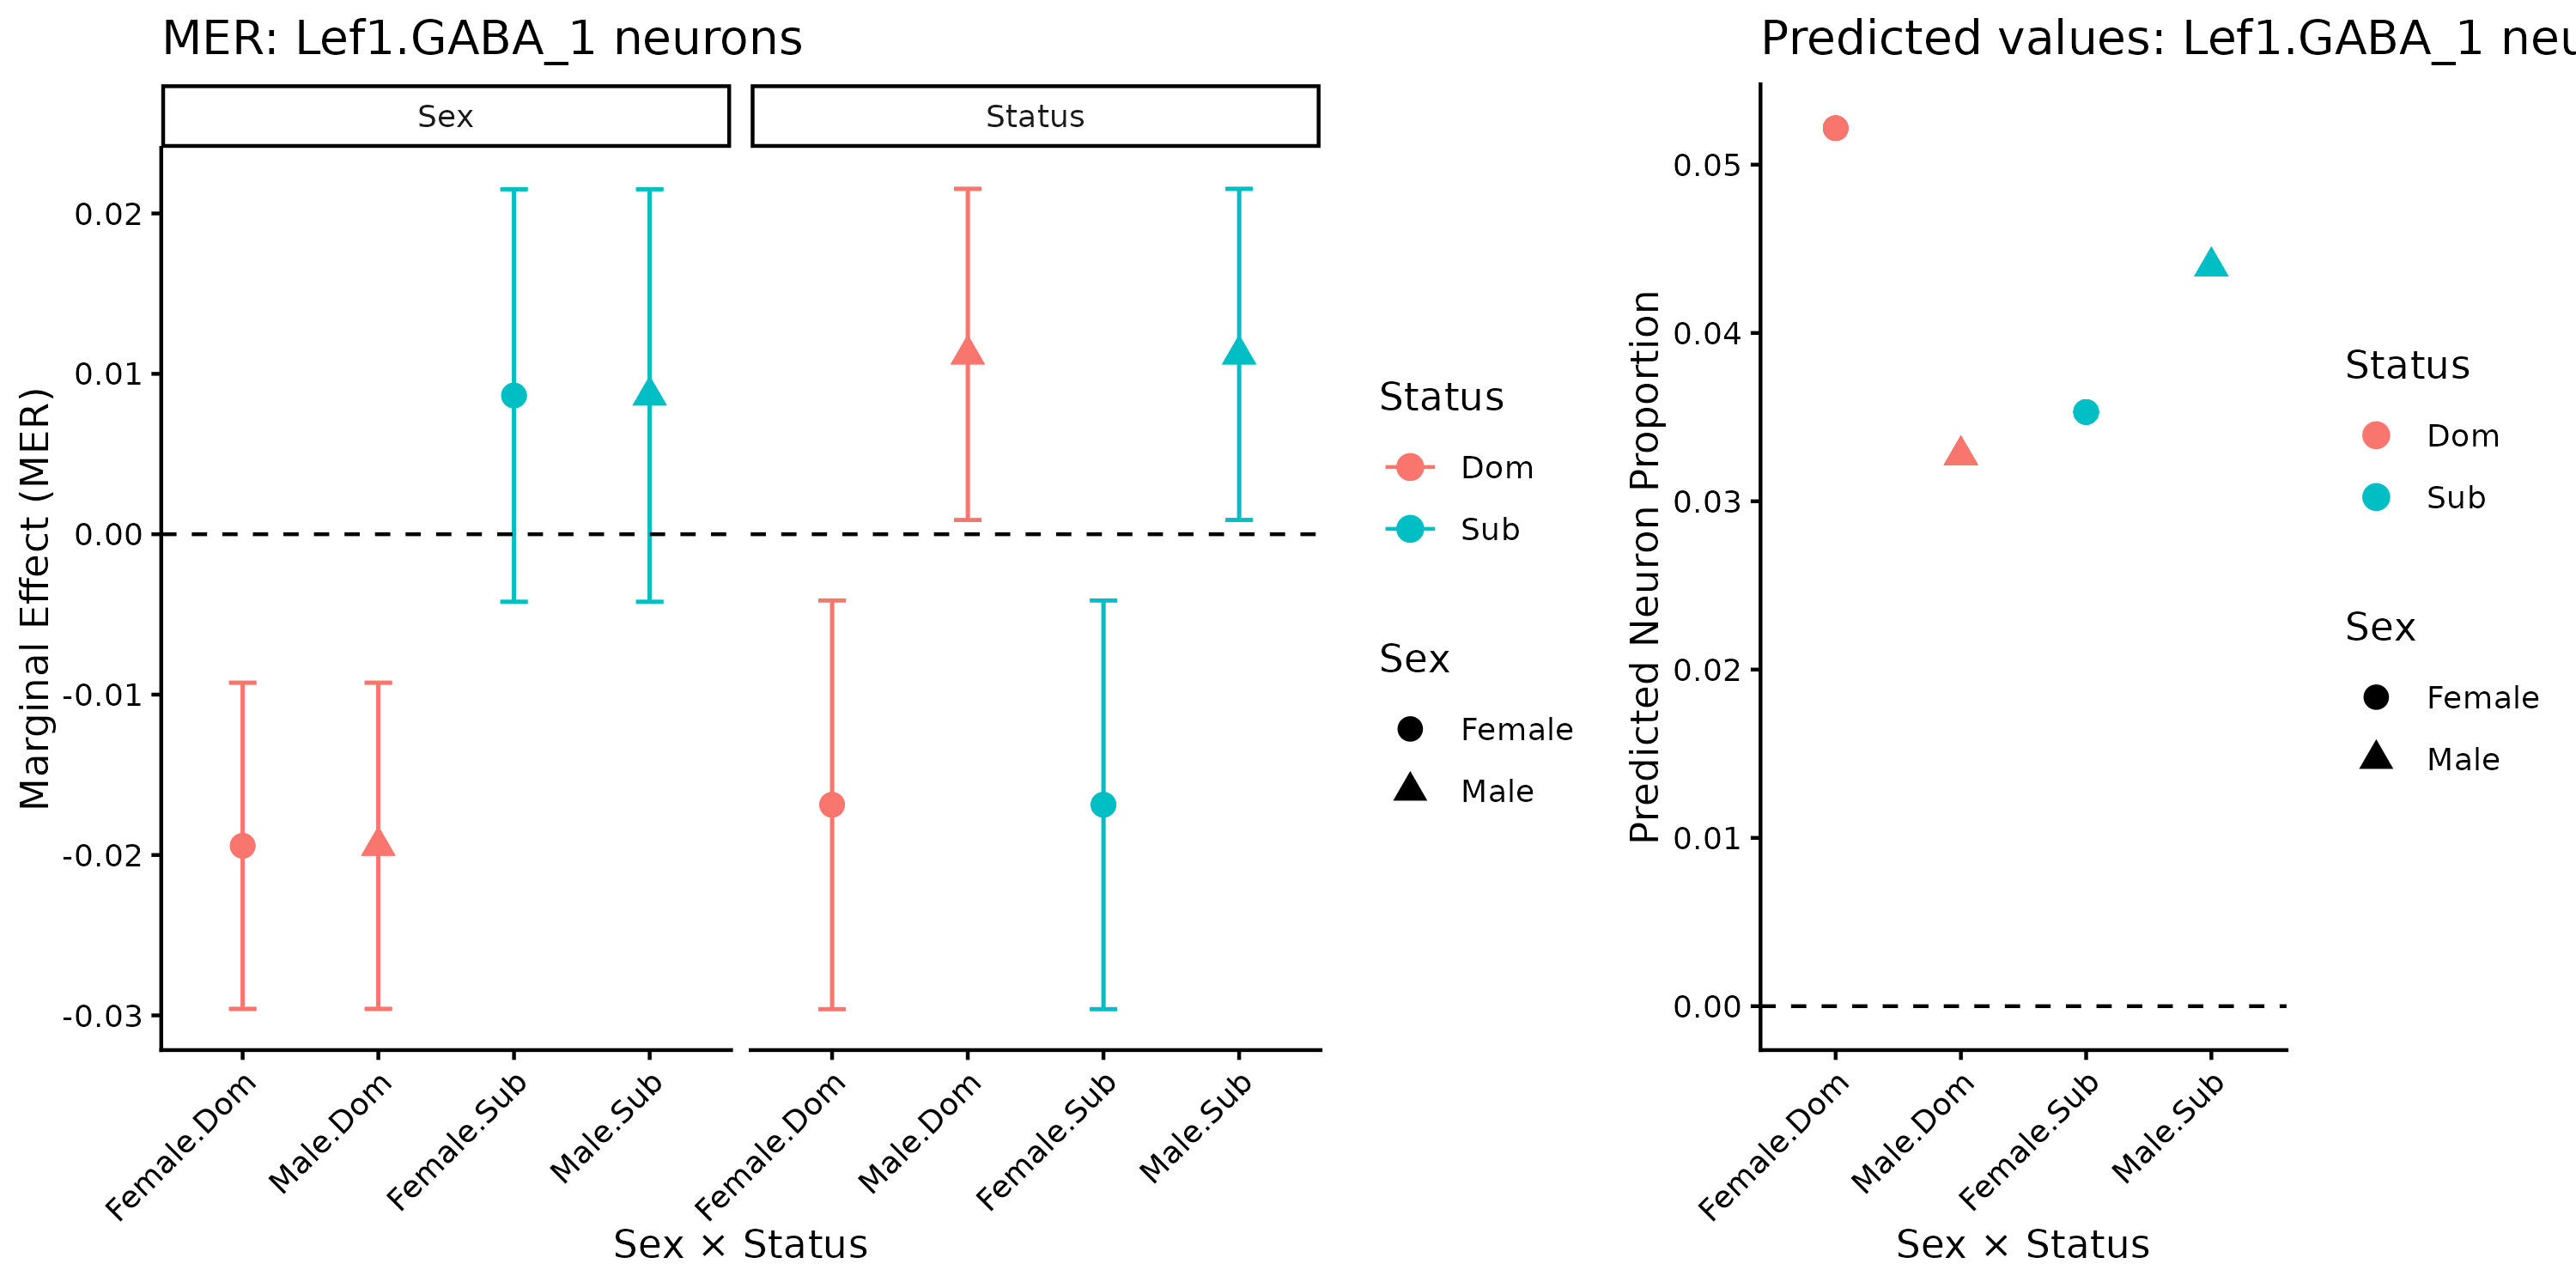 MER: Lef1.GABA_1 neurons
Sex
Status
0.02
0.01
0.00
-0.01
-0.02
-0.03
Marginal Effect (MER)
Female.Dom
Male.Dom
Female.Sub
Male.Sub
Female.Dom
Male.Dom
Female.Sub
Male.Sub
Sex × Status
Status
Dom
Sub
Sex
Female
Male
Predicted values: Lef1.GABA_1 neu
0.05
0.04
0.03
0.02
0.01
0.00
Predicted Neuron Proportion
Female.Dom
Male.Dom
Female.Sub
Male.Sub
Sex × Status
Status
Dom
Sub
Sex
Female
Male